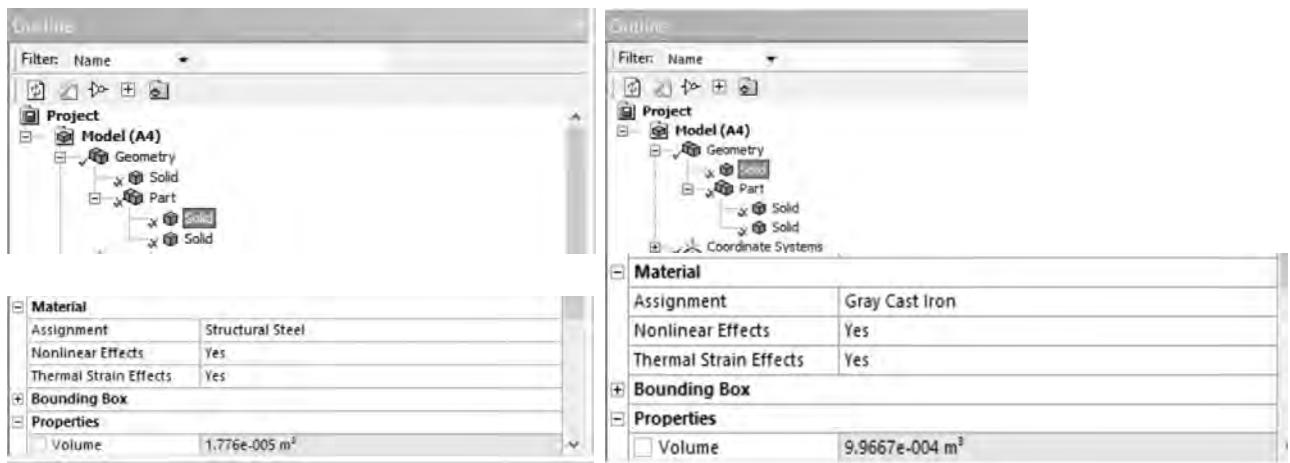 Outline
Filter: Name
Project
Model (A4)
Geometry
Solid
Part
Solid
Solid
Material
Assignment Structural Steel
Nonlinear Effects Yes
Thermal Strain Effects Yes
Bounding Box
Properties
Volume 1.776e-005 m³
Outline
Filter: Name
Project
Model (A4)
Geometry
Solid
Part
Solid
Solid
Coordinate Systems
Material
Assignment Gray Cast Iron
Nonlinear Effects Yes
Thermal Strain Effects Yes
Bounding Box
Properties
Volume 9.9667e-004 m³